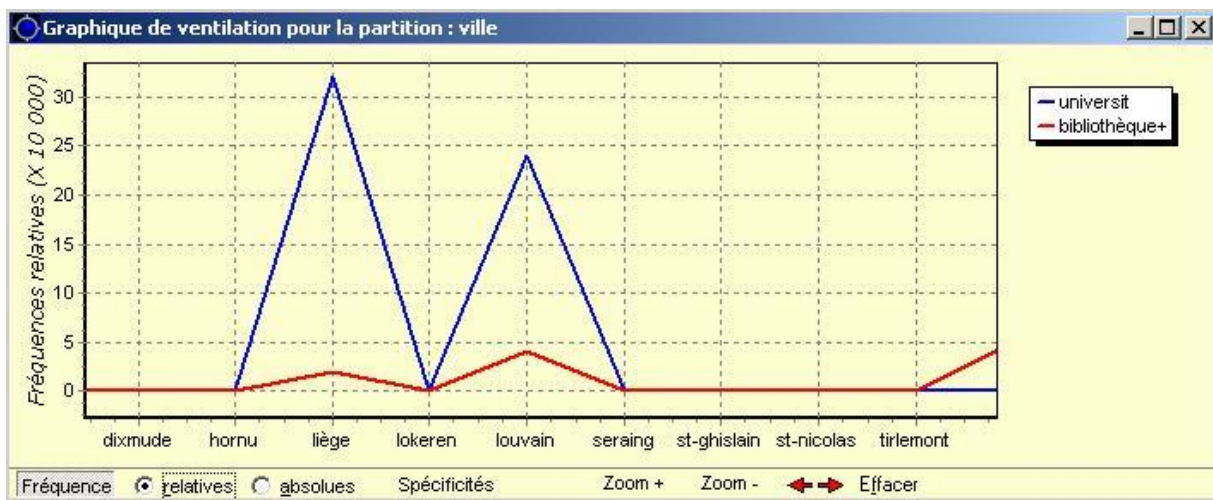 Graphique de ventilation pour la partition : ville
Fréquences relatives (X 10 000)
30
25
20
15
10
5
0
dixmude hornu liège lokeren louvain seraing st-ghislain st-nicolas tirlemont
universit
bibliothèque+
Fréquence relatives absolues Spécificités Zoom + Zoom - Effacer